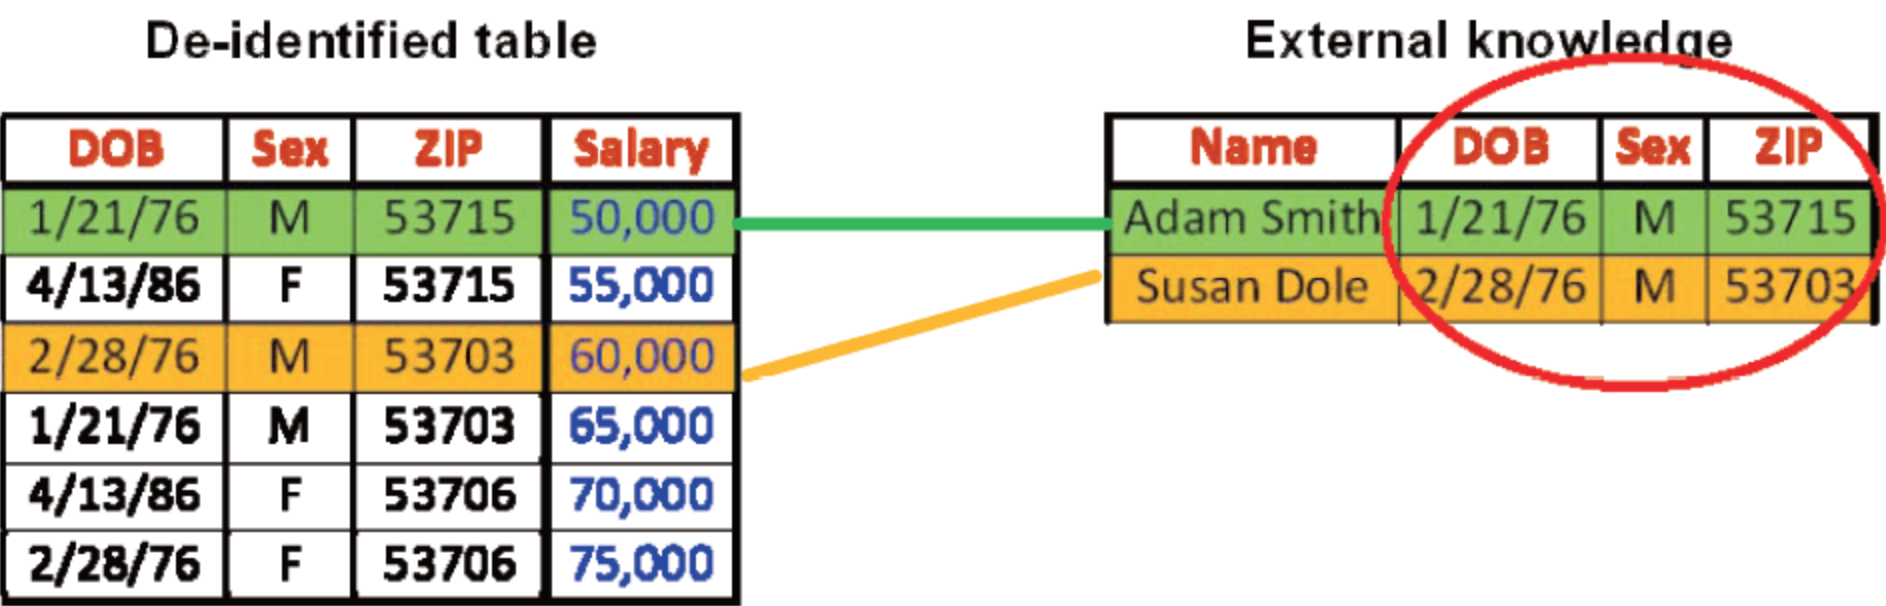 De-identified table
External knowledge
DOB Sex ZIP Salary
1/21/76 M 53715 50,000
4/13/86 F 53715 55,000
2/28/76 M 53703 60,000
1/21/76 M 53703 65,000
4/13/86 F 53706 70,000
2/28/76 F 53706 75,000
Name DOB Sex ZIP
Adam Smith 1/21/76 M 53715
Susan Dole 2/28/76 M 53703